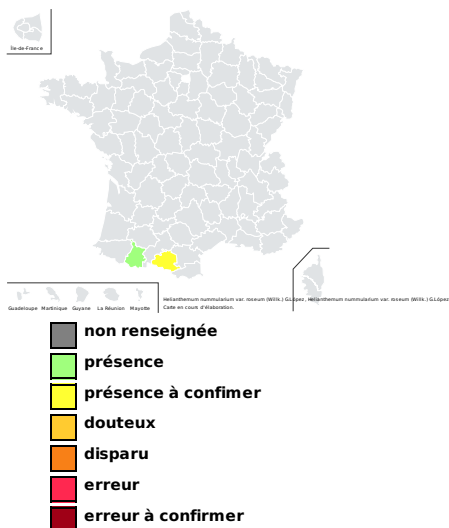 Île-de-France
Guadeloupe Martinique Guyane La Réunion Mayotte
Helianthemum nummularium var. roseum (Willk.) G.López , Helianthemum nummularium var. roseum (Willk.) G.López
Carte en cours d'élaboration.
non renseignée
présence
présence à confimer
douteux
disparu
erreur
erreur à confirmer